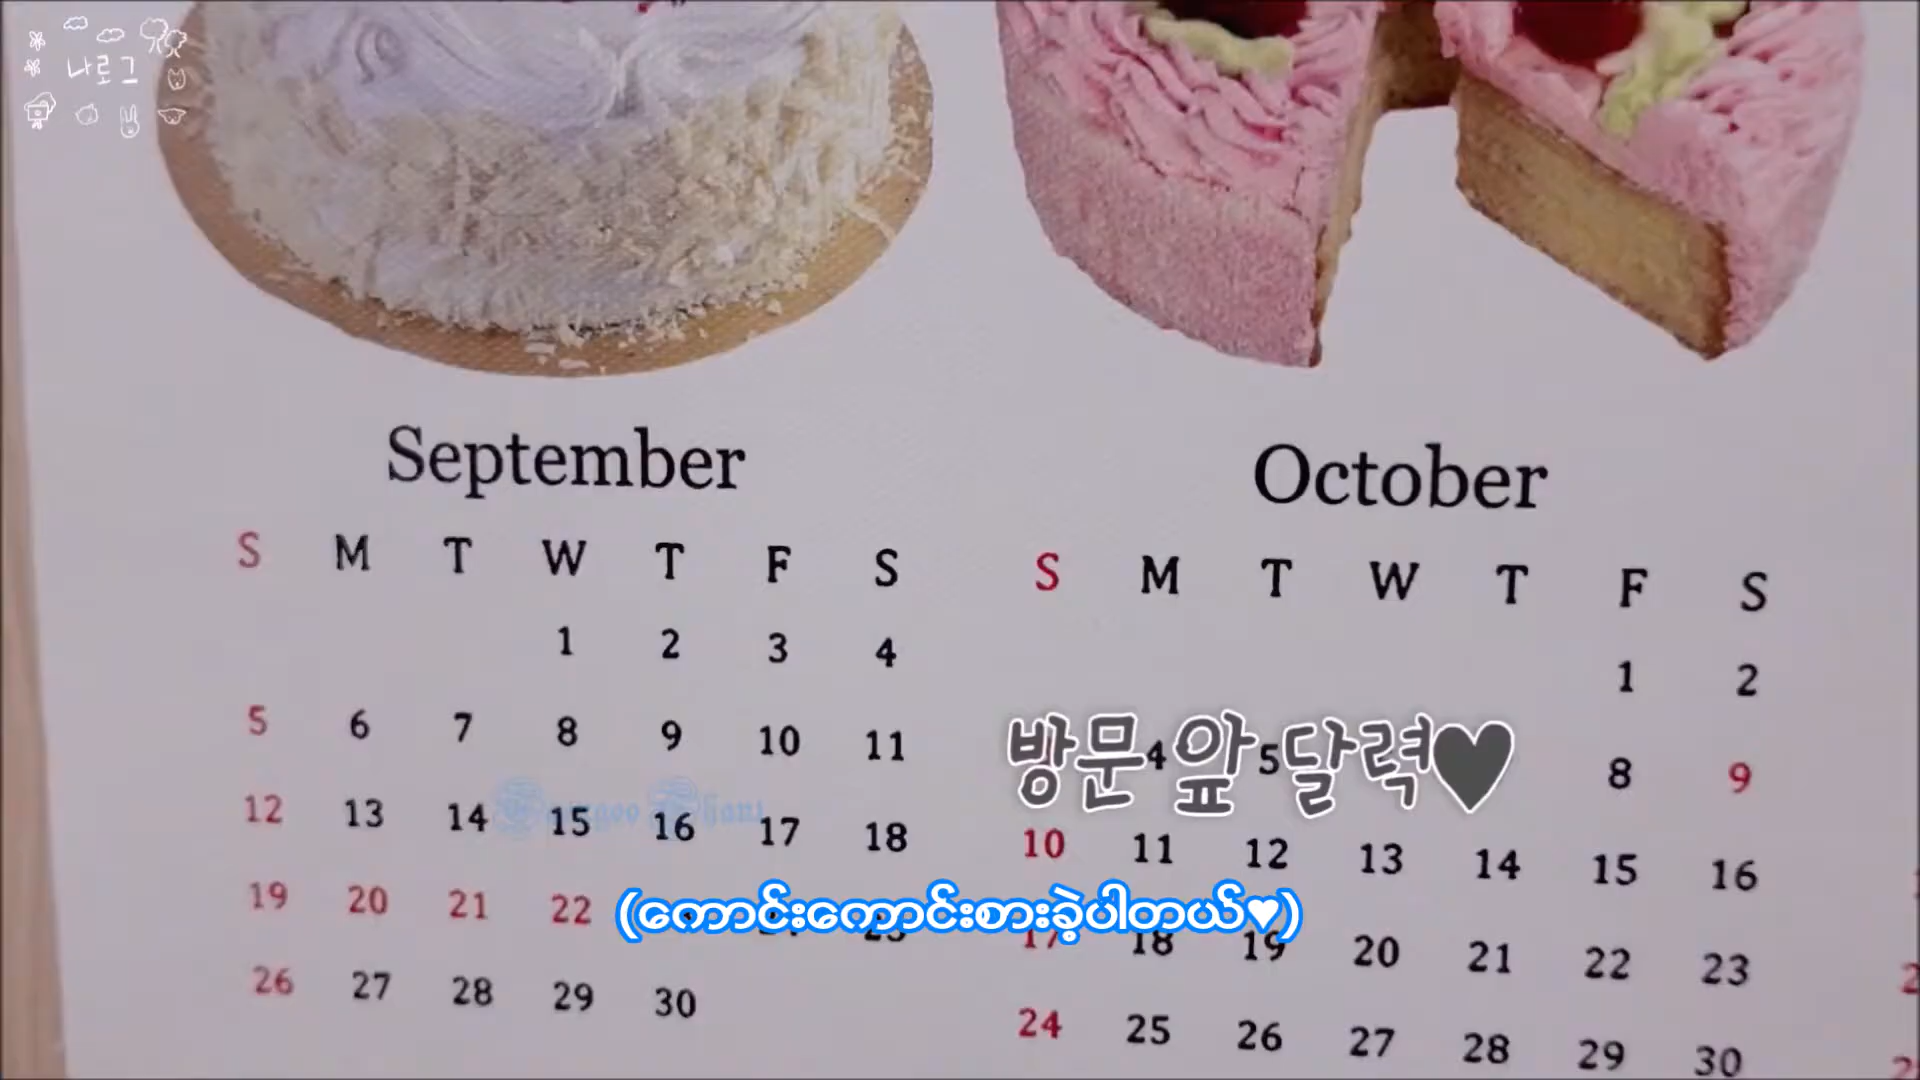 나로그
September
October
S M T W T F S
S M T W T F S
1 2 3 4
1 2
5 6 7 8 9 10 11
방문 앞 달력♥
4 5 8 9
12 13 14 15 16 17 18
10 11 12 13 14 15 16
19 20 21 22
(ကောင်းကောင်းစားခဲ့ပါတယ်♥)
17 18 19 20 21 22 23
26 27 28 29 30
24 25 26 27 28 29 30